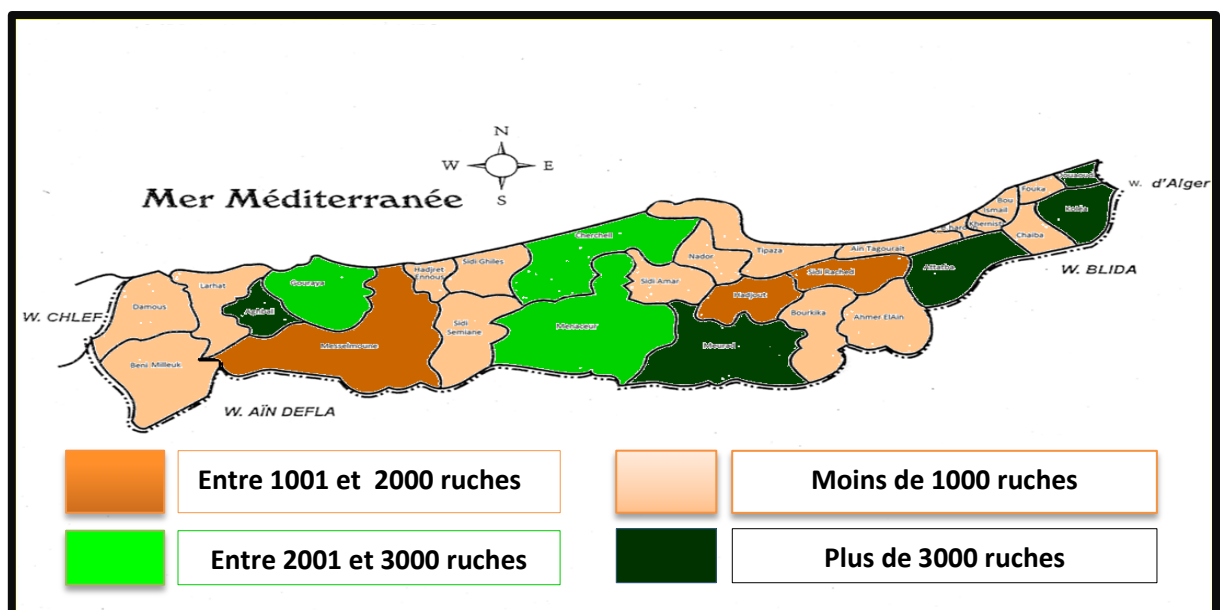 N
W E
S
Mer Méditerranée
Fouka
w. d'Alger
Bou
Ismail
Koléa
Khemisti
Chaiba
Cherchell
Tipaza
Aïn Tagourait
Attatba
W. BLIDA
Nador
Sidi Ghiles
Hadjret
Ennous
Sidi Rached
Sidi Amar
Gouraya
Larhat
Hadjout
Damous
Aghbal
Bourkika
Ahmer ElAin
W. CHLEF
Sidi
Semiane
Menaceur
Messelmoune
Meurad
Beni Milleuk
W. AÏN DEFLA
Entre 1001 et 2000 ruches
Moins de 1000 ruches
Entre 2001 et 3000 ruches
Plus de 3000 ruches